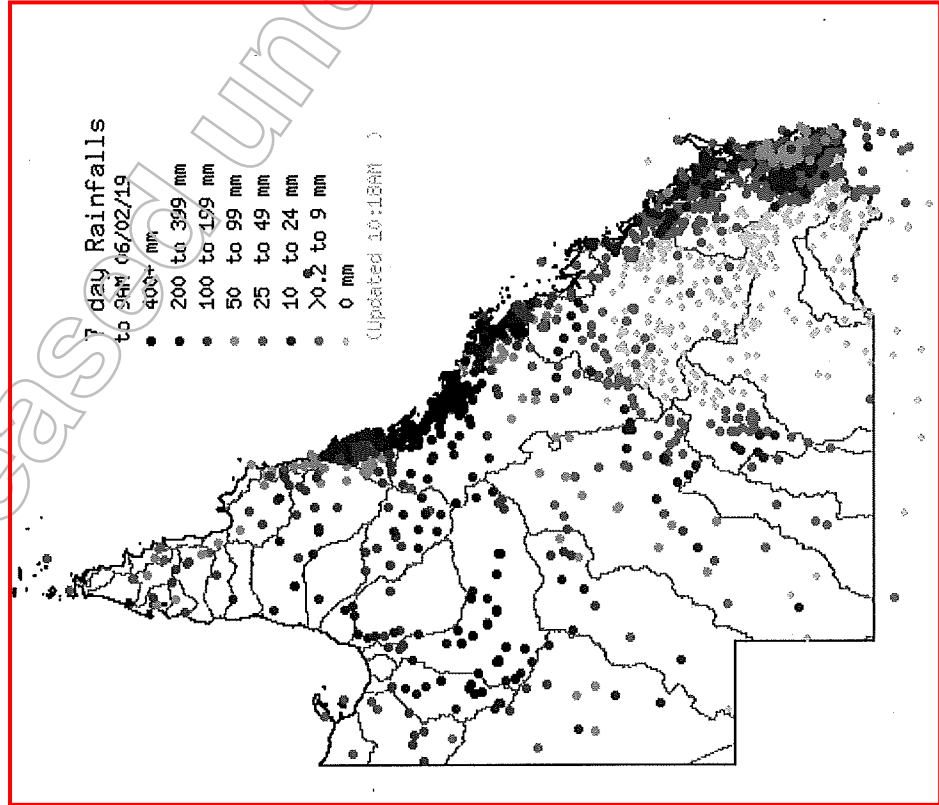 7 day Rainfalls
to 9AM 06/02/19
400+ mm
200 to 399 mm
100 to 199 mm
50 to 99 mm
25 to 49 mm
10 to 24 mm
>0.2 to 9 mm
0 mm
(Updated 10:18AM )
eased und